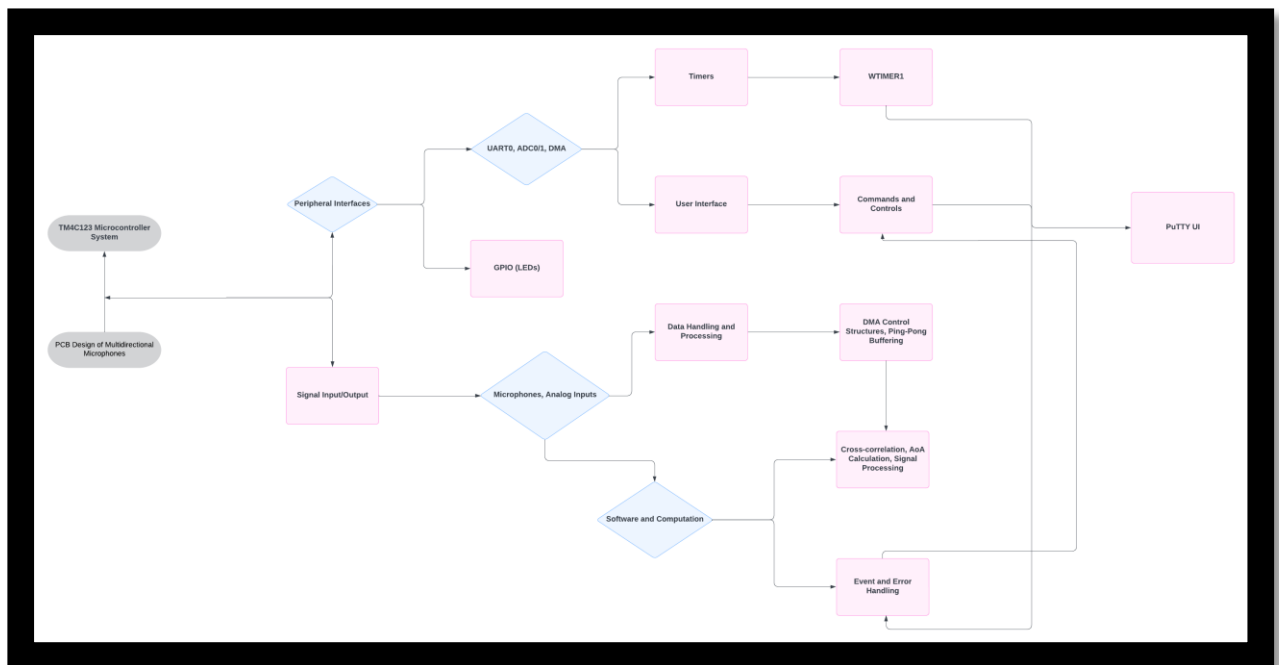 Timers
WTIMER1
UART0, ADC0/1, DMA
Peripheral Interfaces
User Interface
Commands and
Controls
PuTTY UI
TM4C123 Microcontroller
System
GPIO (LEDs)
PCB Design of Multidirectional
Microphones
Data Handling and
Processing
DMA Control
Structures, Ping-Pong
Buffering
Signal Input/Output
Microphones, Analog Inputs
Cross-correlation, AoA
Calculation, Signal
Processing
Software and Computation
Event and Error
Handling